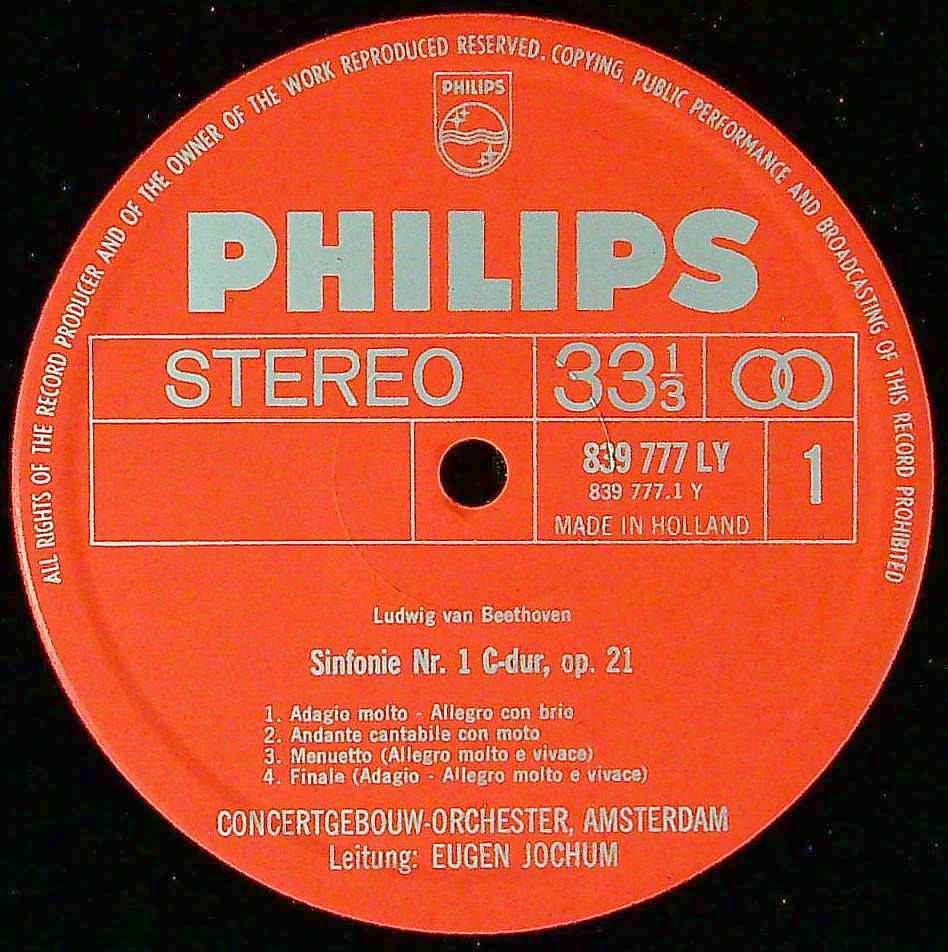 ALL RIGHTS OF THE RECORD PRODUCER AND OF THE OWNER OF THE WORK REPRODUCED RESERVED. COPYING, PUBLIC PERFORMANCE AND BROADCASTING OF THIS RECORD PROHIBITED
PHILIPS
PHILIPS
STEREO 33 1/3
839 777 LY 1
839 777.1 Y
MADE IN HOLLAND
Ludwig van Beethoven
Sinfonie Nr. 1 C-dur, op. 21
1. Adagio molto - Allegro con brio
2. Andante cantabile con moto
3. Menuetto (Allegro molto e vivace)
4. Finale (Adagio - Allegro molto e vivace)
CONCERTGEBOUW-ORCHESTER, AMSTERDAM
Leitung: EUGEN JOCHUM